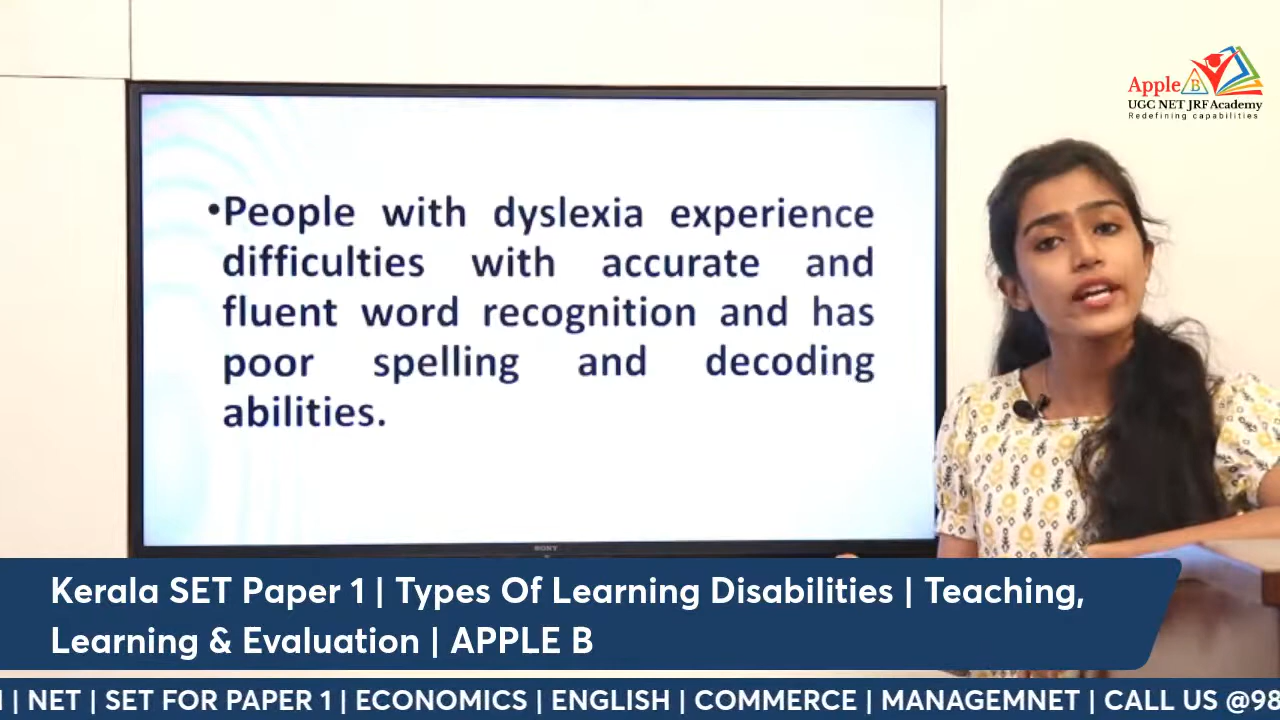 Apple B
UGC NET JRF Academy
Redefining capabilities
•People with dyslexia experience
difficulties with accurate and
fluent word recognition and has
poor spelling and decoding
abilities.
SONY
Kerala SET Paper 1 | Types Of Learning Disabilities | Teaching,
Learning & Evaluation | APPLE B
| NET | SET FOR PAPER 1 | ECONOMICS | ENGLISH | COMMERCE | MANAGEMNET | CALL US @98